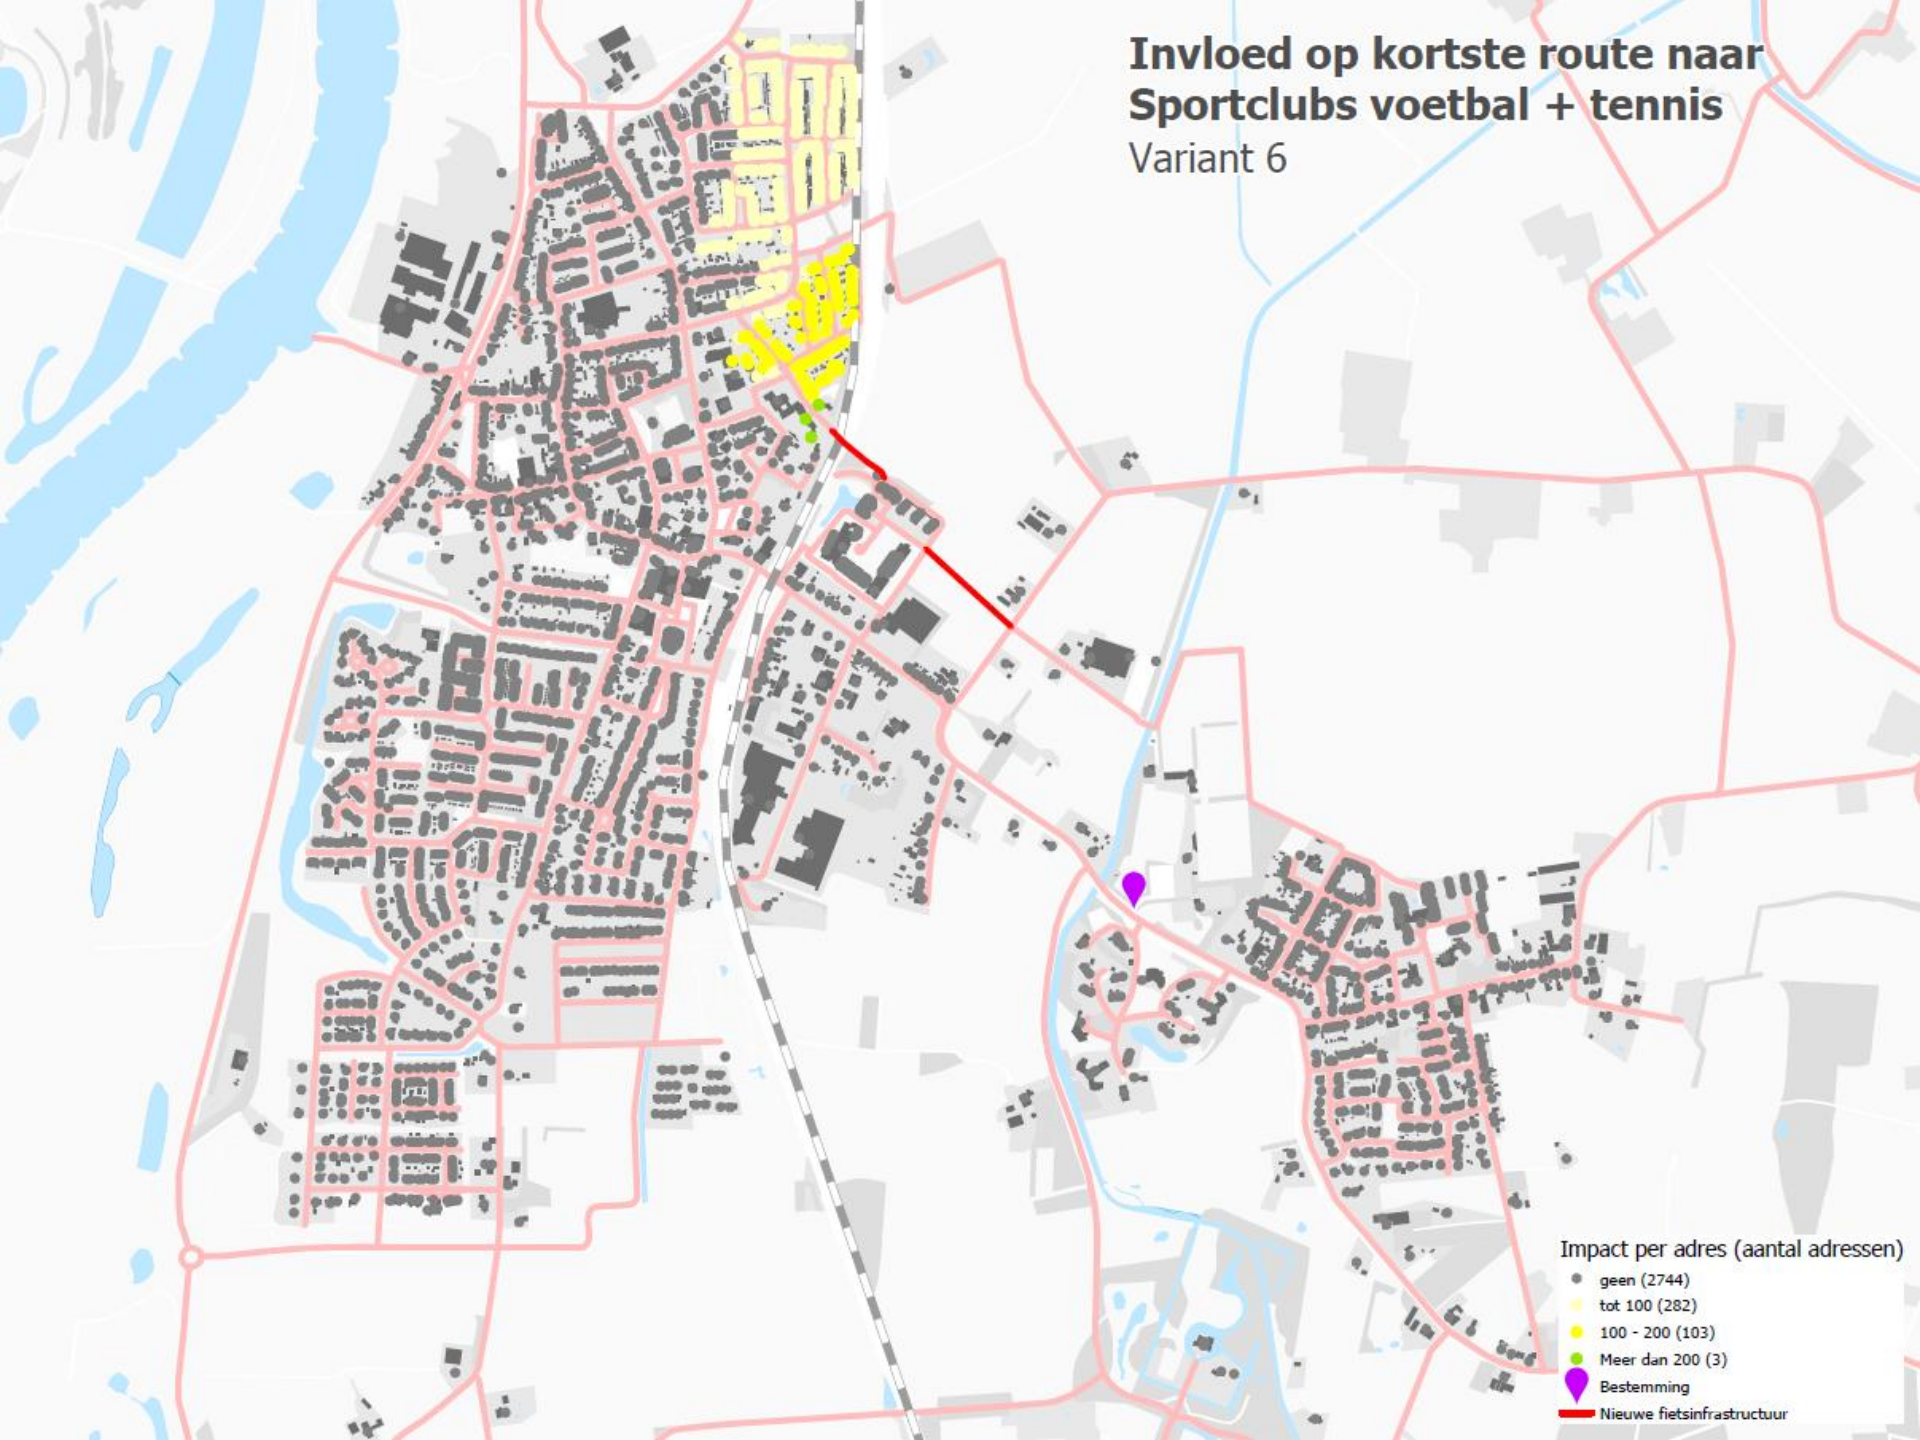 Invloed op kortste route naar
Sportclubs voetbal + tennis
Variant 6
Impact per adres (aantal adressen)
geen (2744)
tot 100 (282)
100 - 200 (103)
Meer dan 200 (3)
Bestemming
Nieuwe fietsinfrastructuur